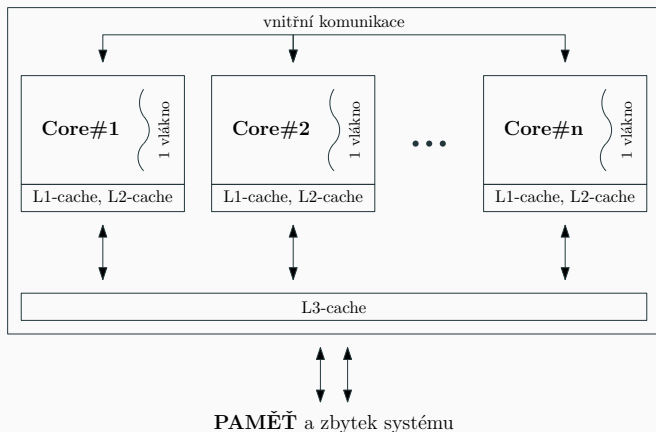 vnitřní komunikace
Core#1
1 vlákno
L1-cache, L2-cache
Core#2
1 vlákno
L1-cache, L2-cache
...
Core#n
1 vlákno
L1-cache, L2-cache
L3-cache
PAMĚŤ a zbytek systému